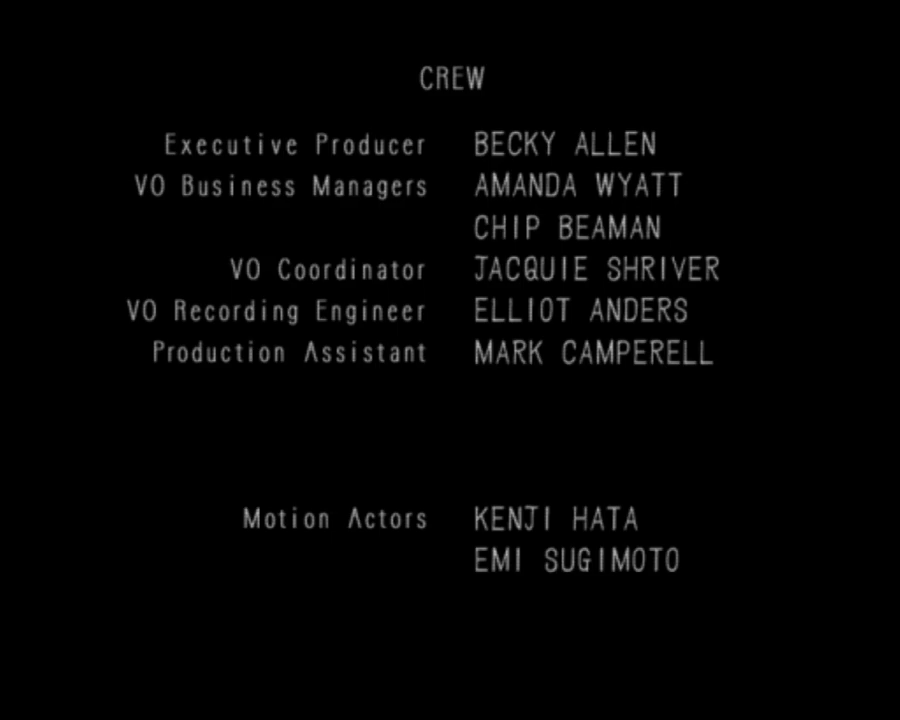 CREW
Executive Producer BECKY ALLEN
VO Business Managers AMANDA WYATT
CHIP BEAMAN
VO Coordinator JACQUIE SHRIVER
VO Recording Engineer ELLIOT ANDERS
Production Assistant MARK CAMPERELL
Motion Actors KENJI HATA
EMI SUGIMOTO